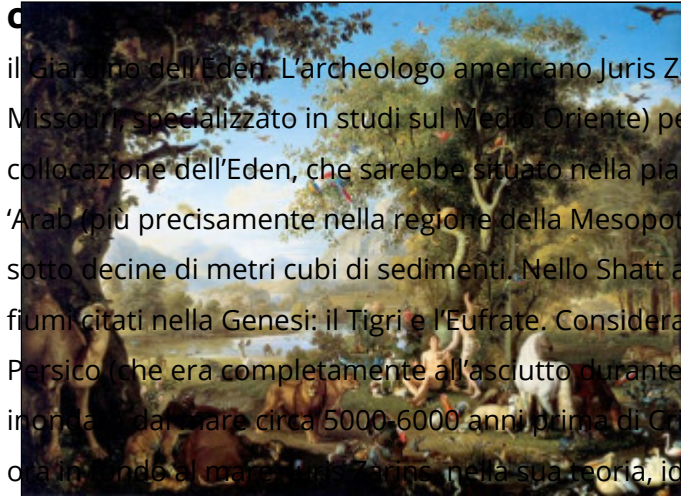 il Giardino dell'Eden. L'archeologo americano Juris Z
Missouri, specializzato in studi sul Medio Oriente) pe
collocazione dell'Eden, che sarebbe situato nella pia
'Arab (più precisamente nella regione della Mesopot
sotto decine di metri cubi di sedimenti. Nello Shatt a
fiumi citati nella Genesi: il Tigri e l'Eufrate. Considera
Persico (che era completamente all'asciutto durante
dal mare circa 5000-6000 anni prima di Cri
ora in fondo al mare. Juris Zarins, nella sua teoria, id